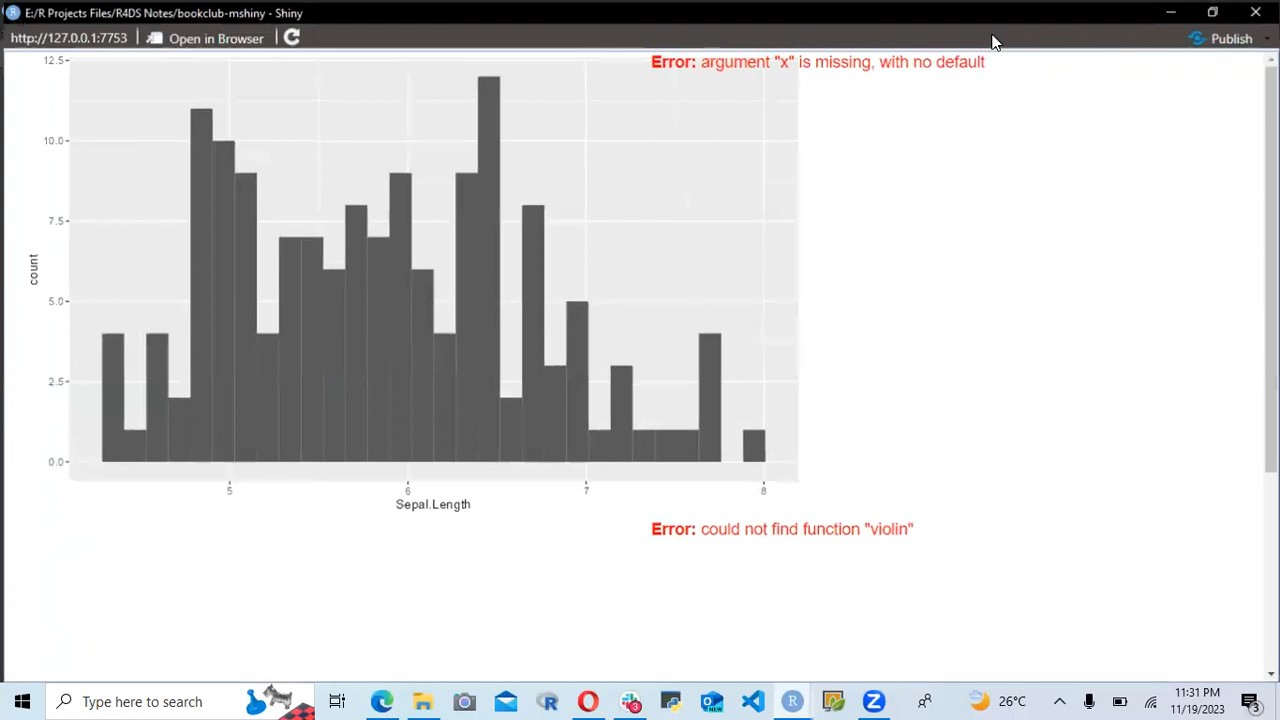 E:/R Projects Files/R4DS Notes/bookclub-mshiny - Shiny
http://127.0.0.1:7753 Open in Browser Publish
Error: argument "x" is missing, with no default
12.5
10.0
7.5
5.0
2.5
0.0
count
5 6 7 8
Sepal.Length
Error: could not find function "violin"
Type here to search
26°C
11:31 PM
11/19/2023
3
3
NEW